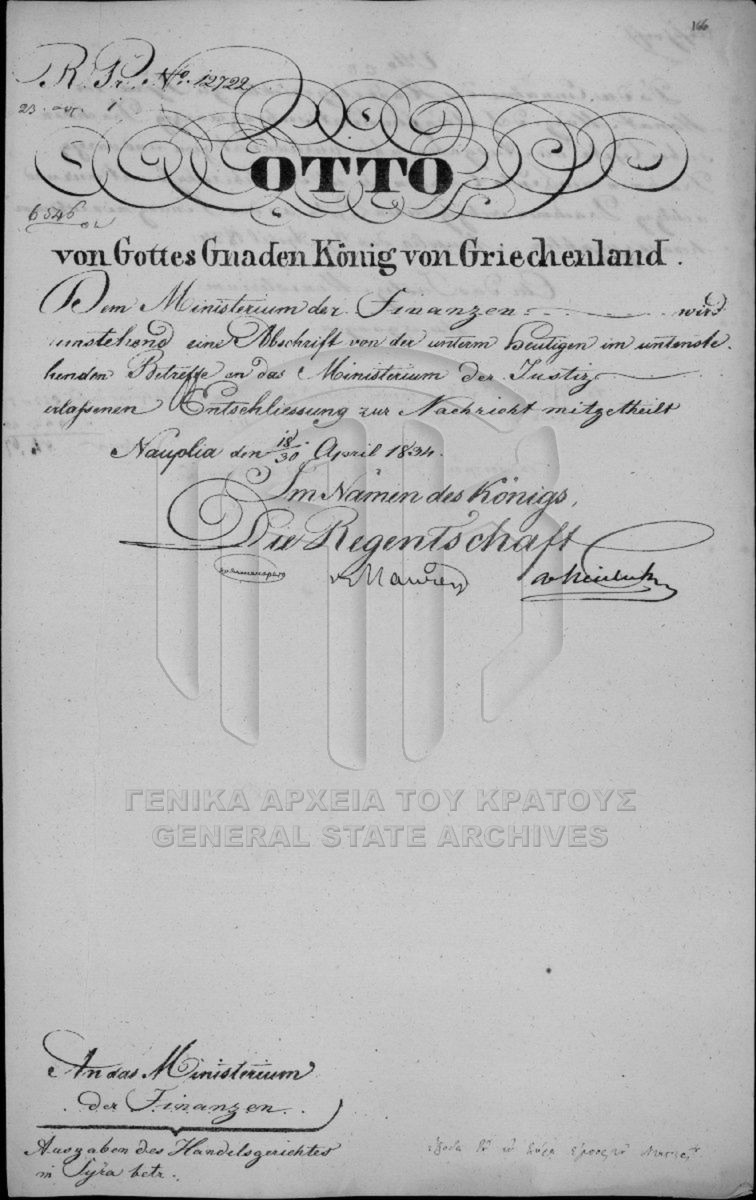 166
R. Pr. No. 12722
OTTO
6546
von Gottes Gnaden König von Griechenland.
Dem Ministerium der Finanzen wird
umstehend eine Abschrift von der unterm heutigen im untenste-
henden Betreffe an das Ministerium der Justiz
erlaßenen Entschliessung zur Nachricht mitgetheilt
Nauplia den 18/30 April 1834.
Im Namen des Königs,
Die Regentschaft
v Maurer
ΓΕΝΙΚΑ ΑΡΧΕΙΑ ΤΟΥ ΚΡΑΤΟΥΣ
GENERAL STATE ARCHIVES
An das Ministerium
der Finanzen.
Ausgaben des Handelsgerichtes
in Syra betr.